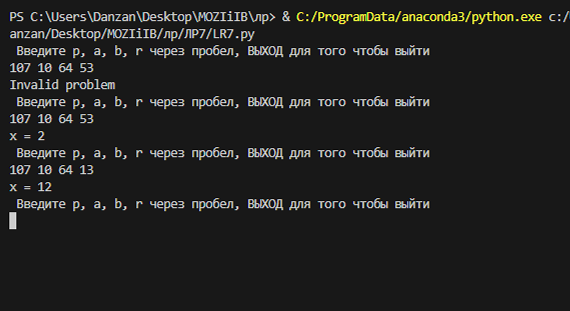 PS C:\Users\Danzan\Desktop\MOZIiIB\лр> & C:/ProgramData/anaconda3/python.exe c:/
anzan/Desktop/MOZIiIB/лр/ЛР7/LR7.py
Введите p, a, b, r через пробел, ВЫХОД для того чтобы выйти
107 10 64 53
Invalid problem
Введите p, a, b, r через пробел, ВЫХОД для того чтобы выйти
107 10 64 53
x = 2
Введите p, a, b, r через пробел, ВЫХОД для того чтобы выйти
107 10 64 13
x = 12
Введите p, a, b, r через пробел, ВЫХОД для того чтобы выйти